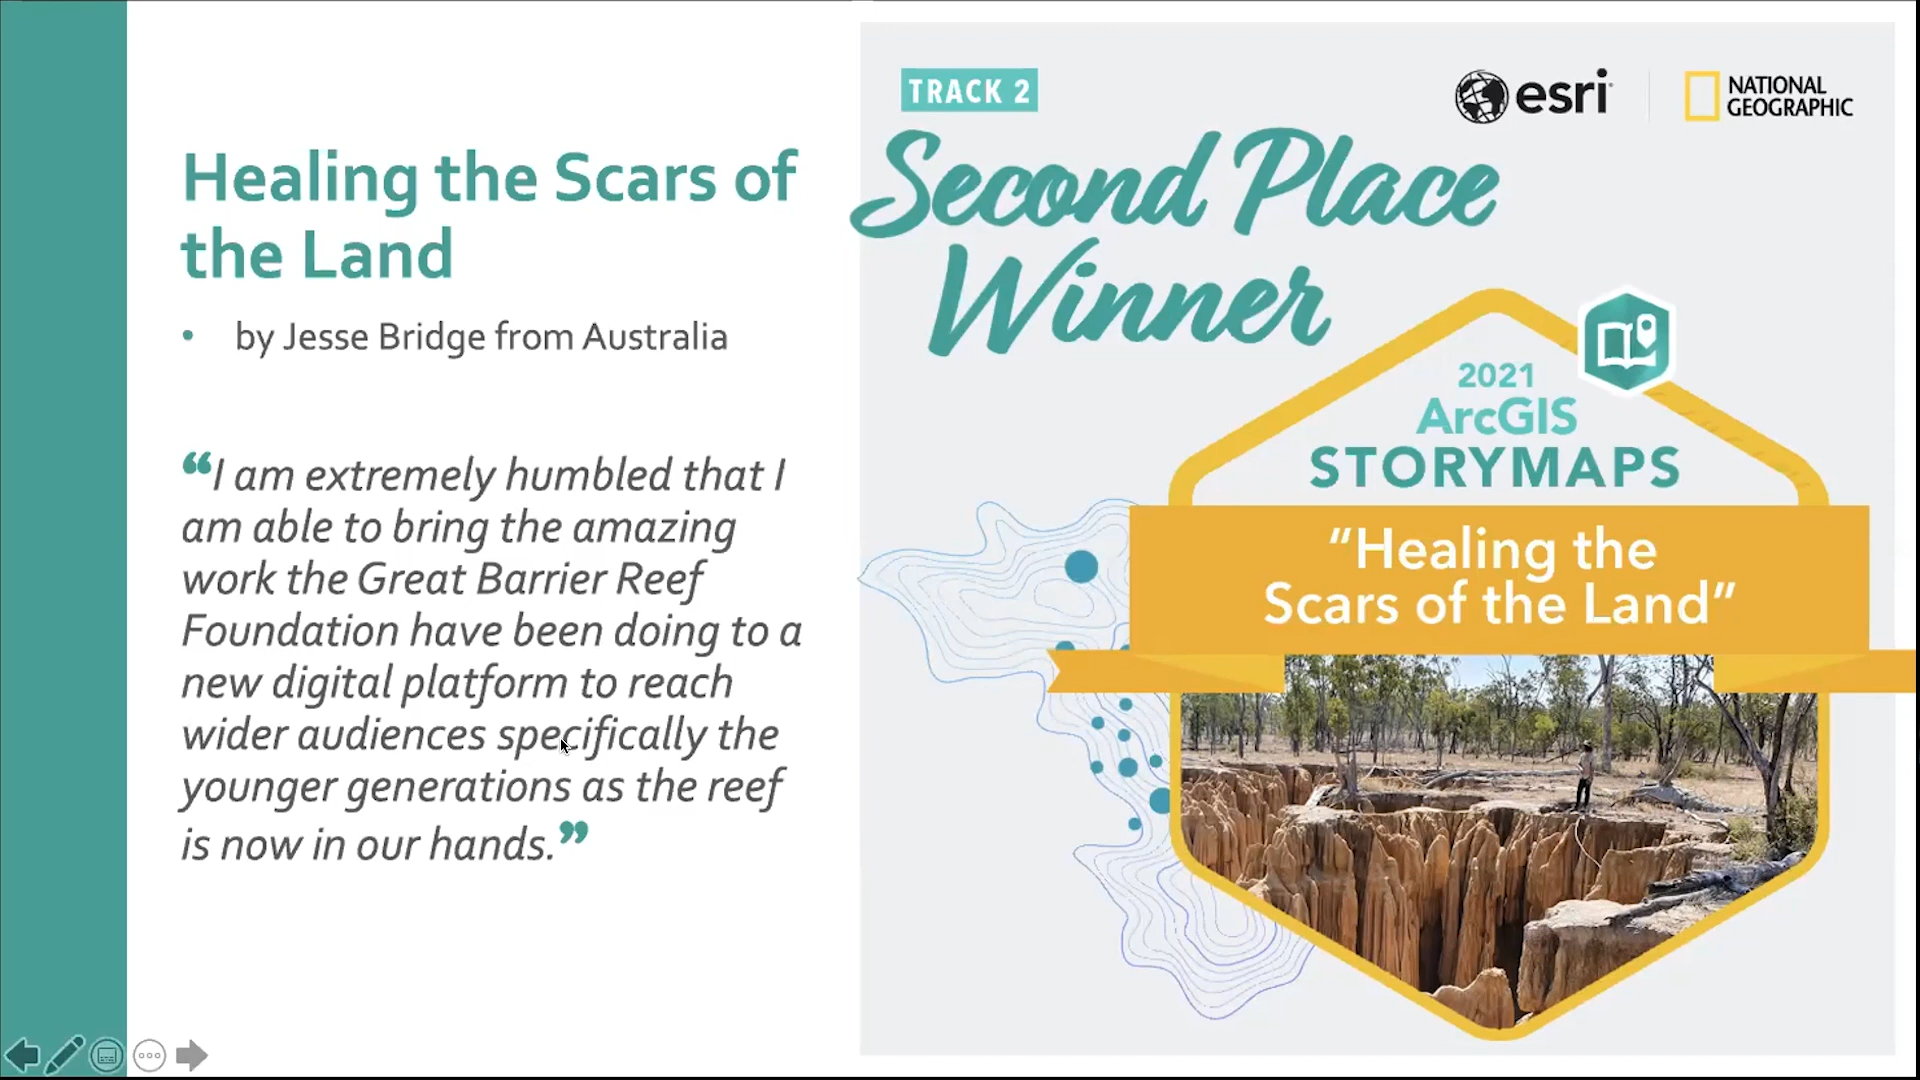 Healing the Scars of
the Land
• by Jesse Bridge from Australia
❝I am extremely humbled that I
am able to bring the amazing
work the Great Barrier Reef
Foundation have been doing to a
new digital platform to reach
wider audiences specifically the
younger generations as the reef
is now in our hands.❞
TRACK 2
esri
NATIONAL
GEOGRAPHIC
Second Place
Winner
2021
ArcGIS
STORYMAPS
"Healing the
Scars of the Land"